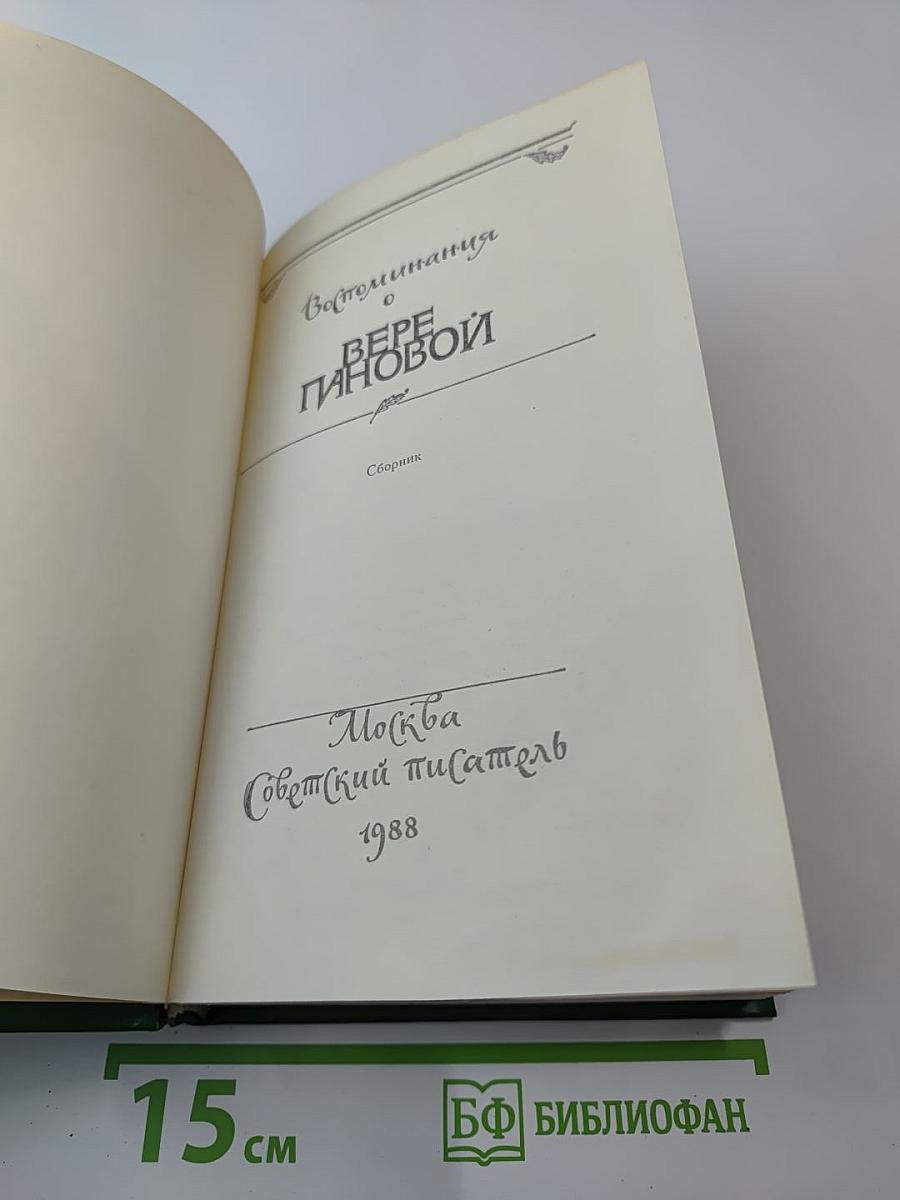 Воспоминания
о
ВЕРЕ
ПАНОВОЙ
Сборник
Москва
Советский писатель
1988
15 см
БФ БИБЛИОФАН